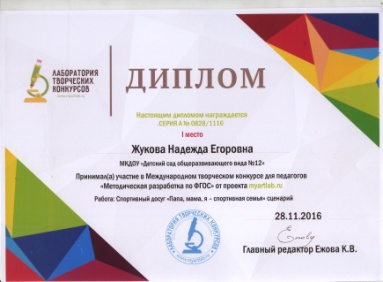 ЛАБОРАТОРИЯ
ТВОРЧЕСКИХ
КОНКУРСОВ
ДИПЛОМ
Настоящим дипломом награждается
СЕРИЯ А № 0828/1116
I место
Жукова Надежда Егоровна
МКДОУ «Детский сад общеразвивающего вида №12»
Принимал(а) участие в Международном творческом конкурсе для педагогов
«Методическая разработка по ФГОС» от проекта myartlab.ru
Работа: Спортивный досуг «Папа, мама, я – спортивная семья» сценарий
28.11.2016
Главный редактор Ежова К.В.
ЛАБОРАТОРИЯ ТВОРЧЕСКИХ КОНКУРСОВ